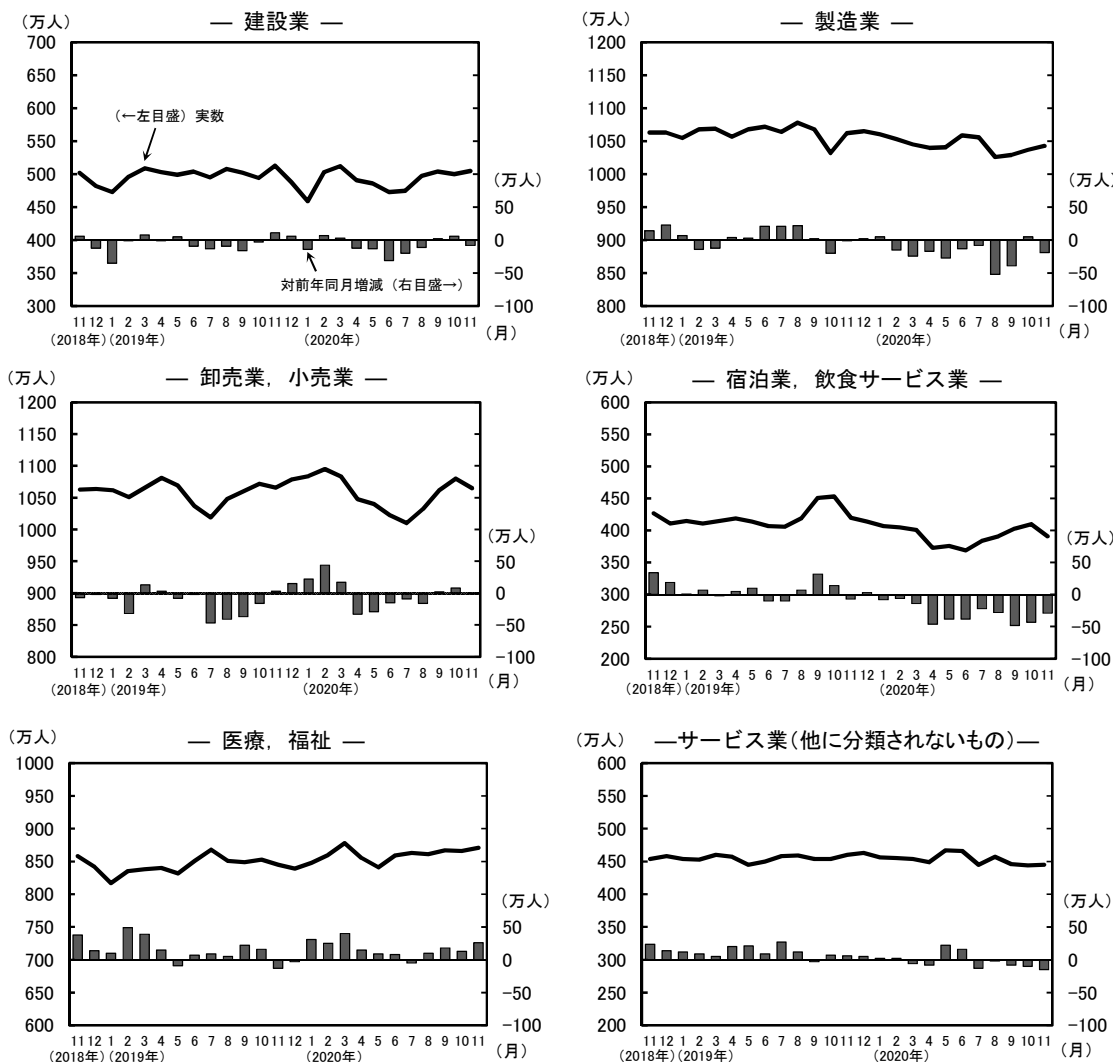 (万人)
― 建設業 ―
700
650
600
550
500
450
400
350
300
(←左目盛) 実数
対前年同月増減 (右目盛→)
(万人)
50
0
-50
-100
11 12 1 2 3 4 5 6 7 8 9 10 11 12 1 2 3 4 5 6 7 8 9 10 11
(月)
(2018年) (2019年) (2020年)
(万人)
― 製造業 ―
1200
1150
1100
1050
1000
950
900
850
800
(万人)
50
0
-50
-100
11 12 1 2 3 4 5 6 7 8 9 10 11 12 1 2 3 4 5 6 7 8 9 10 11
(月)
(2018年) (2019年) (2020年)
(万人)
― 卸売業,小売業 ―
1200
1150
1100
1050
1000
950
900
850
800
(万人)
50
0
-50
-100
11 12 1 2 3 4 5 6 7 8 9 10 11 12 1 2 3 4 5 6 7 8 9 10 11
(月)
(2018年) (2019年) (2020年)
(万人)
― 宿泊業,飲食サービス業 ―
600
550
500
450
400
350
300
250
200
(万人)
50
0
-50
-100
11 12 1 2 3 4 5 6 7 8 9 10 11 12 1 2 3 4 5 6 7 8 9 10 11
(月)
(2018年) (2019年) (2020年)
(万人)
― 医療,福祉 ―
1000
950
900
850
800
750
700
650
600
(万人)
50
0
-50
-100
11 12 1 2 3 4 5 6 7 8 9 10 11 12 1 2 3 4 5 6 7 8 9 10 11
(月)
(2018年) (2019年) (2020年)
(万人)
―サービス業(他に分類されないもの)―
600
550
500
450
400
350
300
250
200
(万人)
50
0
-50
-100
11 12 1 2 3 4 5 6 7 8 9 10 11 12 1 2 3 4 5 6 7 8 9 10 11
(月)
(2018年) (2019年) (2020年)